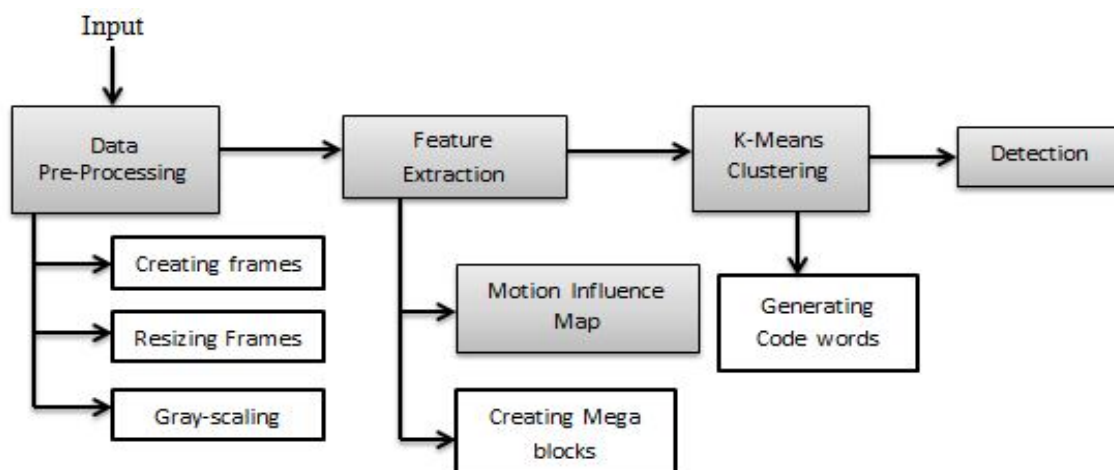 Input
Data
Pre-Processing
Feature
Extraction
K-Means
Clustering
Detection
Creating frames
Resizing Frames
Gray-scaling
Motion Influence
Map
Creating Mega
blocks
Generating
Code words